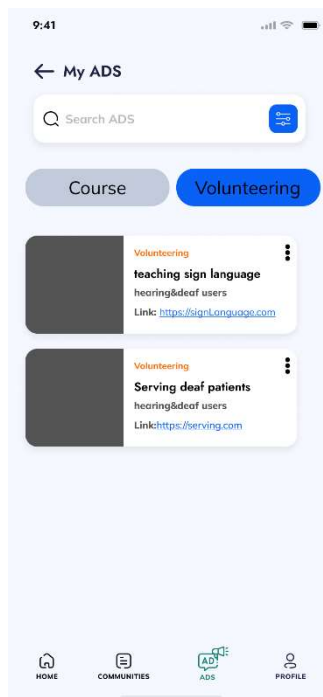 9:41
My ADS
Search ADS
Course
Volunteering
Volunteering
teaching sign language
hearing&deaf users
Link: https://signLanguage.com
Volunteering
Serving deaf patients
hearing&deaf users
Link:https://serving.com
AD
HOME
COMMUNITIES
ADS
PROFILE